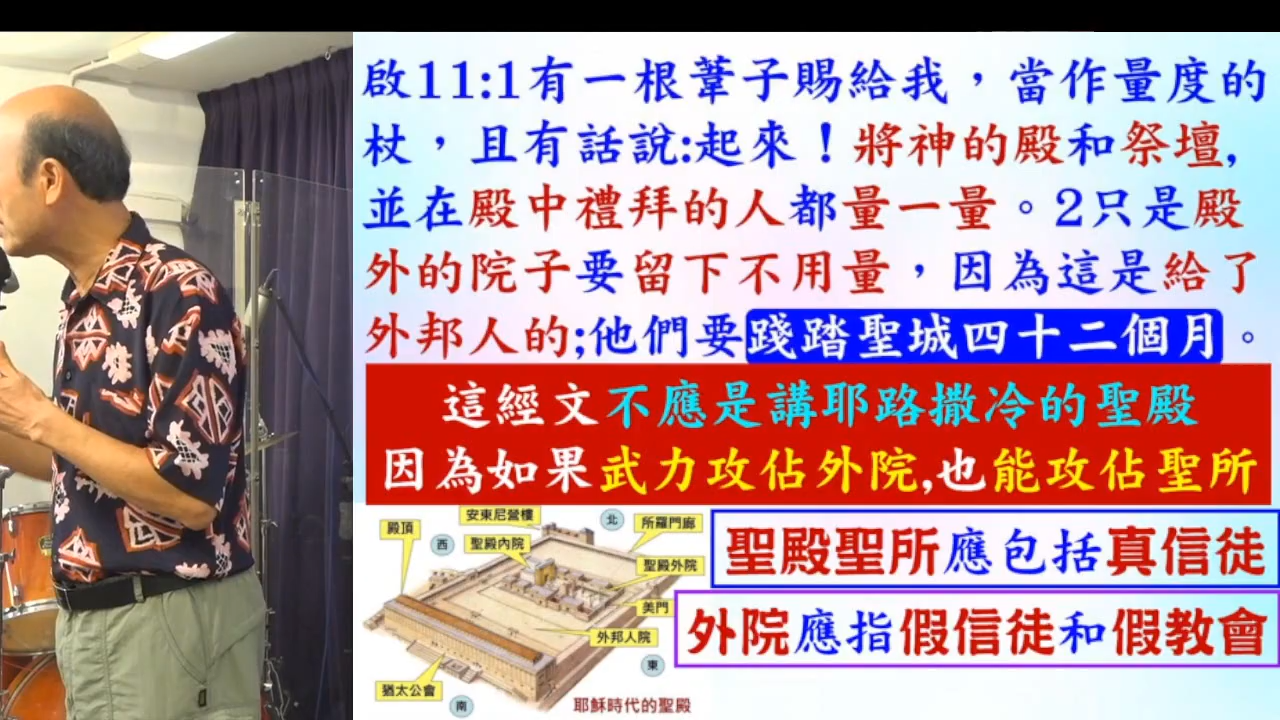 啟11:1有一根葦子賜給我，當作量度的
杖，且有話說:起來！將神的殿和祭壇,
並在殿中禮拜的人都量一量。2只是殿
外的院子要留下不用量，因為這是給了
外邦人的;他們要踐踏聖城四十二個月。
這經文不應是講耶路撒冷的聖殿
因為如果武力攻佔外院,也能攻佔聖所
聖殿聖所應包括真信徒
外院應指假信徒和假教會
安東尼營樓
北
所羅門廊
殿頂
西
聖殿內院
聖殿外院
美門
外邦人院
東
猶太公會
南
耶穌時代的聖殿